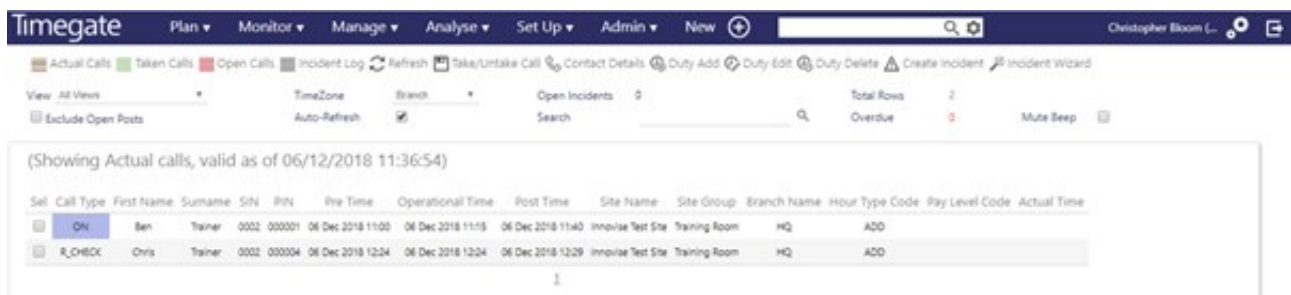 Timegate Plan Monitor Manage Analyse Set Up Admin New Christopher Bloom (...
Actual Calls Taken Calls Open Calls Incident Log Refresh Take/Untake Call Contact Details Duty Add Duty Edit Duty Delete Create Incident Incident Wizard
View All Views TimeZone Branch Open Incidents 0 Total Rows 2
Exclude Open Posts Auto-Refresh Search Overdue 0 Mute Beep
(Showing Actual calls, valid as of 06/12/2018 11:36:54)
Sel Call Type First Name Surname SIN PIN Pre Time Operational Time Post Time Site Name Site Group Branch Name Hour Type Code Pay Level Code Actual Time
ON Ben Trainer 0002 000001 06 Dec 2018 11:00 06 Dec 2018 11:15 06 Dec 2018 11:40 Innovise Test Site Training Room HQ ADD
R_CHECK Chris Trainer 0002 000004 06 Dec 2018 12:24 06 Dec 2018 12:24 06 Dec 2018 12:29 Innovise Test Site Training Room HQ ADD
1